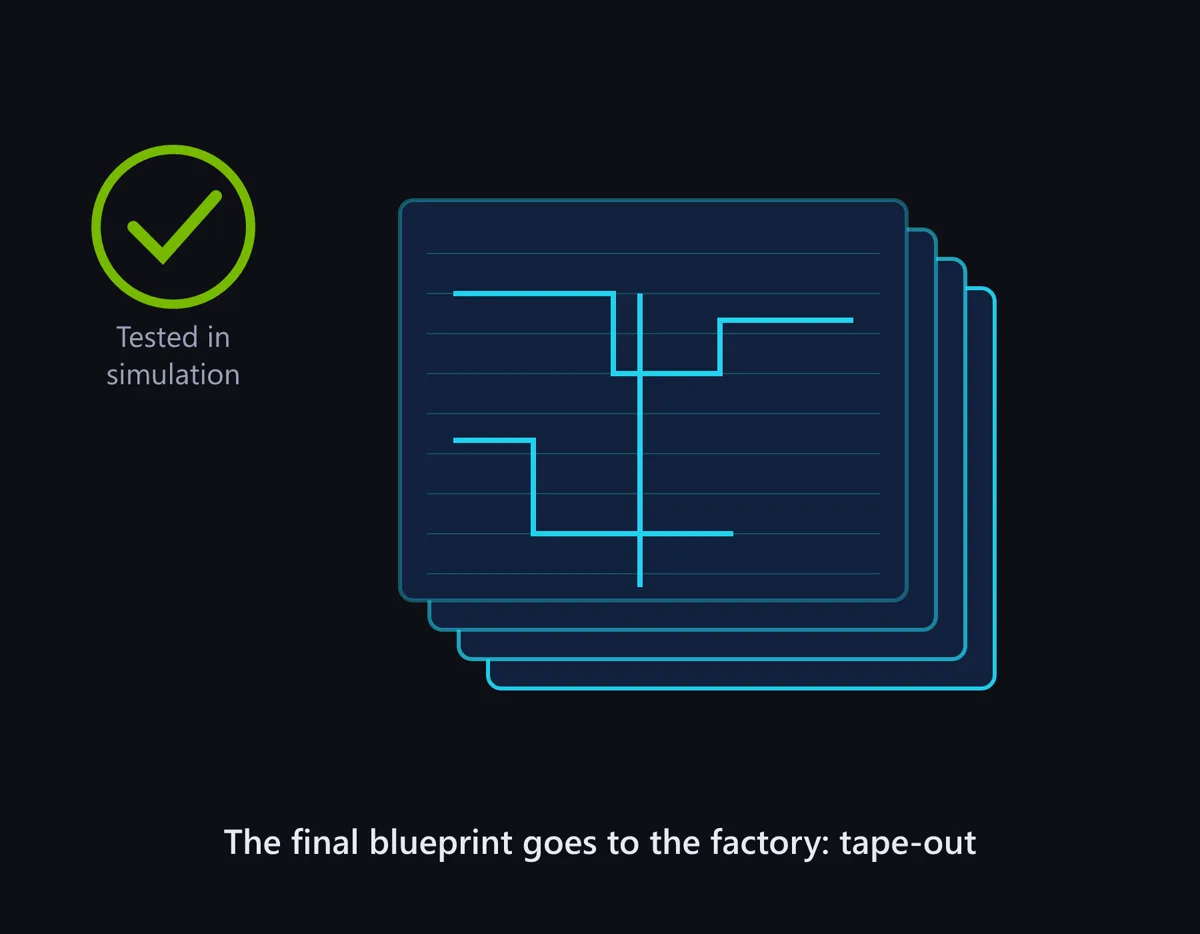 Tested in
simulation
The final blueprint goes to the factory: tape-out